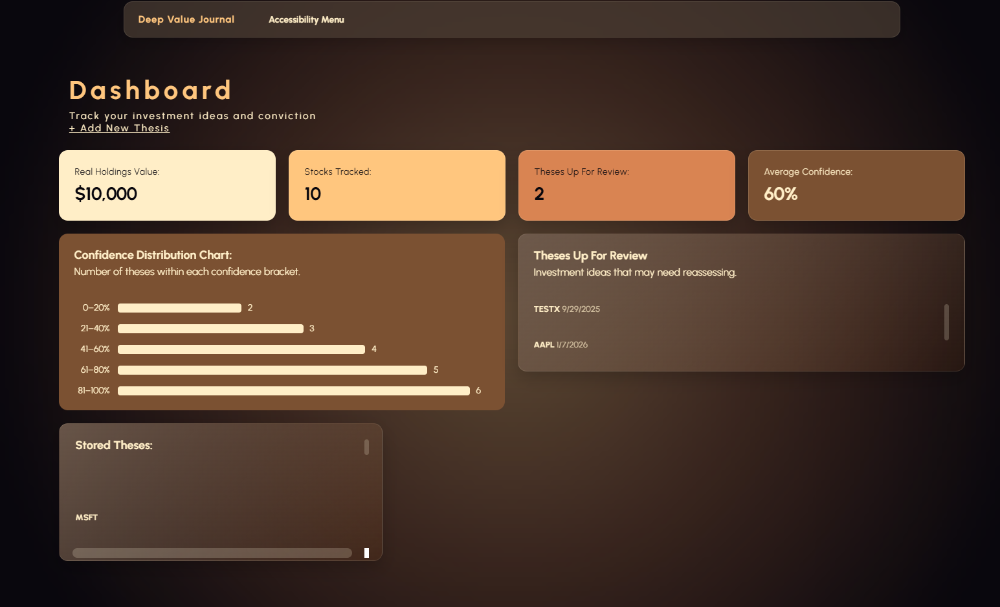 Deep Value Journal
Accessibility Menu
Dashboard
Track your investment ideas and conviction
+ Add New Thesis
Real Holdings Value:
$10,000
Stocks Tracked:
10
Theses Up For Review:
2
Average Confidence:
60%
Confidence Distribution Chart:
Number of theses within each confidence bracket.
0–20% 2
21–40% 3
41–60% 4
61–80% 5
81–100% 6
Theses Up For Review
Investment ideas that may need reassessing.
TESTX 9/29/2025
AAPL 1/7/2026
Stored Theses:
MSFT